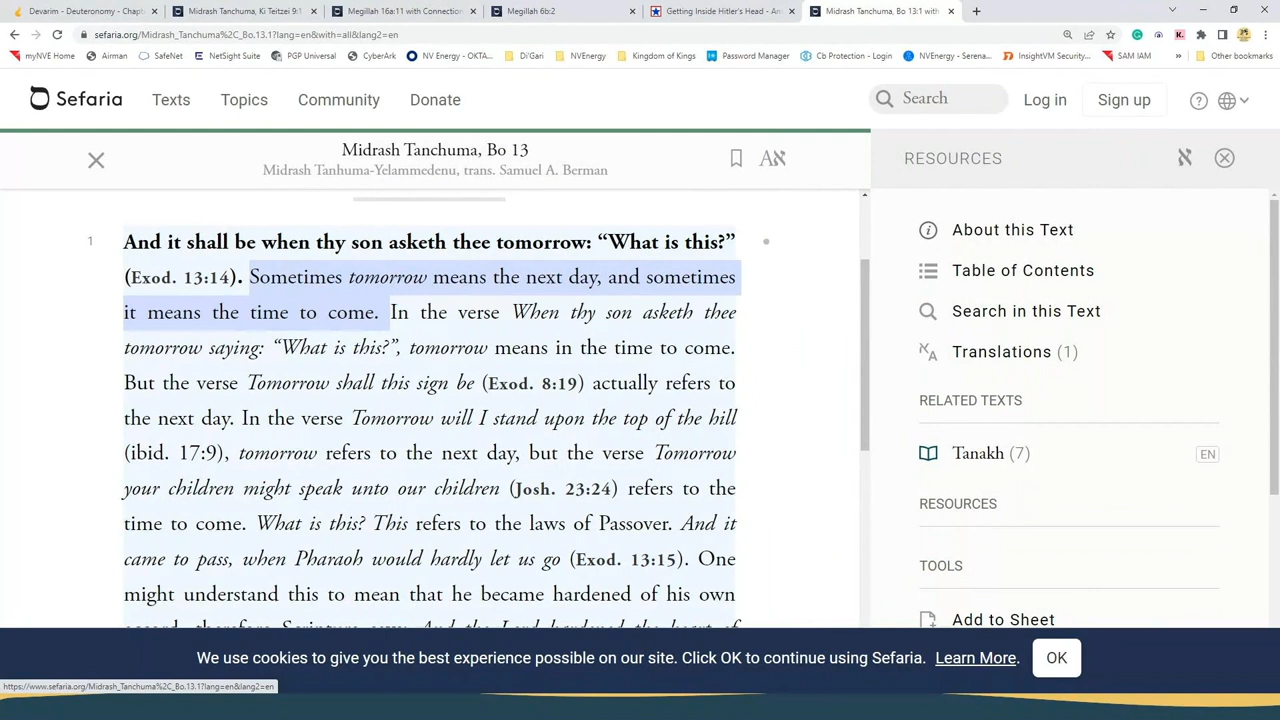 Devarim - Deuteronomy - Chapt
Midrash Tanchuma, Ki Teitzei 9:1
Megillah 16a:11 with Connection
Megillah 6b:2
Getting Inside Hitler's Head - An
Midrash Tanchuma, Bo 13:1 with
sefaria.org/Midrash_Tanchuma%2C_Bo.13.1?lang=en&with=all&lang2=en
myNVE Home
Airman
SafeNet
NetSight Suite
PGP Universal
CyberArk
NV Energy - OKTA...
Di'Gari
NVEnergy
Kingdom of Kings
Password Manager
Cb Protection - Login
NVEnergy - Serena...
InsightVM Security...
SAM IAM
»
Other bookmarks
Sefaria
Texts
Topics
Community
Donate
Search
Log in
Sign up
Midrash Tanchuma, Bo 13
Midrash Tanhuma-Yelammedenu, trans. Samuel A. Berman
Aא
RESOURCES
1
And it shall be when thy son asketh thee tomorrow: “What is this?”
(Exod. 13:14). Sometimes tomorrow means the next day, and sometimes
it means the time to come. In the verse When thy son asketh thee
tomorrow saying: “What is this?”, tomorrow means in the time to come.
But the verse Tomorrow shall this sign be (Exod. 8:19) actually refers to
the next day. In the verse Tomorrow will I stand upon the top of the hill
(ibid. 17:9), tomorrow refers to the next day, but the verse Tomorrow
your children might speak unto our children (Josh. 23:24) refers to the
time to come. What is this? This refers to the laws of Passover. And it
came to pass, when Pharaoh would hardly let us go (Exod. 13:15). One
might understand this to mean that he became hardened of his own
accord, therefore Scripture says: And the Lord hardened the heart of
About this Text
Table of Contents
Search in this Text
Translations (1)
RELATED TEXTS
Tanakh (7)
EN
RESOURCES
TOOLS
Add to Sheet
We use cookies to give you the best experience possible on our site. Click OK to continue using Sefaria. Learn More.
OK
https://www.sefaria.org/Midrash_Tanchuma%2C_Bo.13.1?lang=en&lang2=en